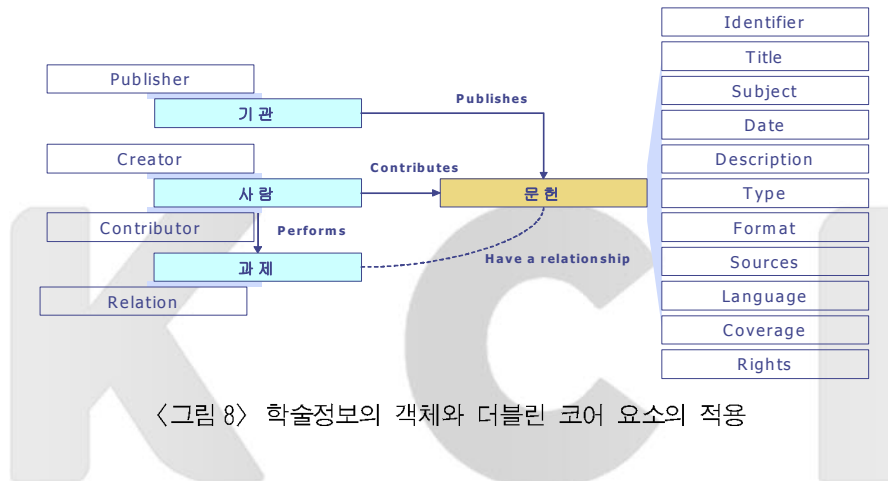 Identifier
Title
Publisher
Subject
기관
Publishes
Date
Creator
Contributes
Description
사람
문헌
Type
Contributor
Performs
Format
과제
Have a relationship
Sources
Relation
Language
Coverage
Rights
〈그림 8〉 학술정보의 객체와 더블린 코어 요소의 적용
K C I